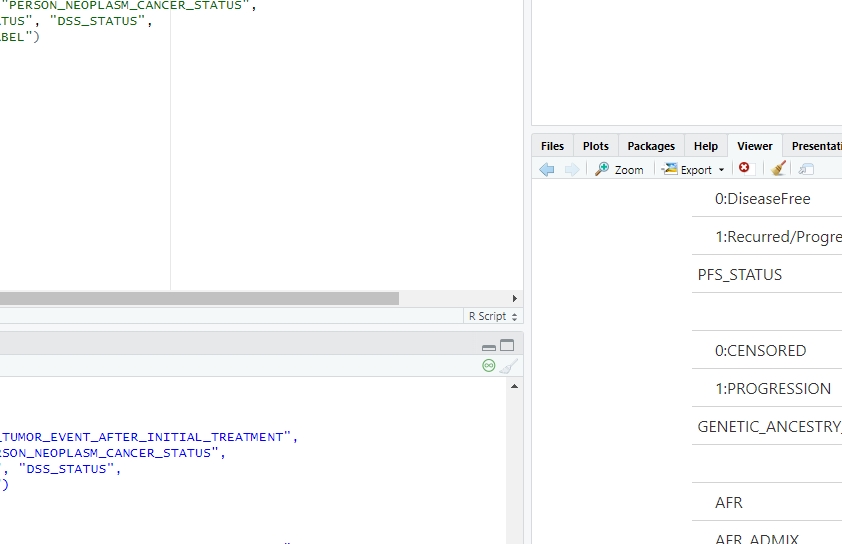 "PERSON_NEOPLASM_CANCER_STATUS",
TUS", "DSS_STATUS",
BEL")
R Script
_TUMOR_EVENT_AFTER_INITIAL_TREATMENT",
RSON_NEOPLASM_CANCER_STATUS",
", "DSS_STATUS",
")
Files Plots Packages Help Viewer Presentati
Zoom Export
0:DiseaseFree
1:Recurred/Progre
PFS_STATUS
0:CENSORED
1:PROGRESSION
GENETIC_ANCESTRY_
AFR
AFR_ADMIX